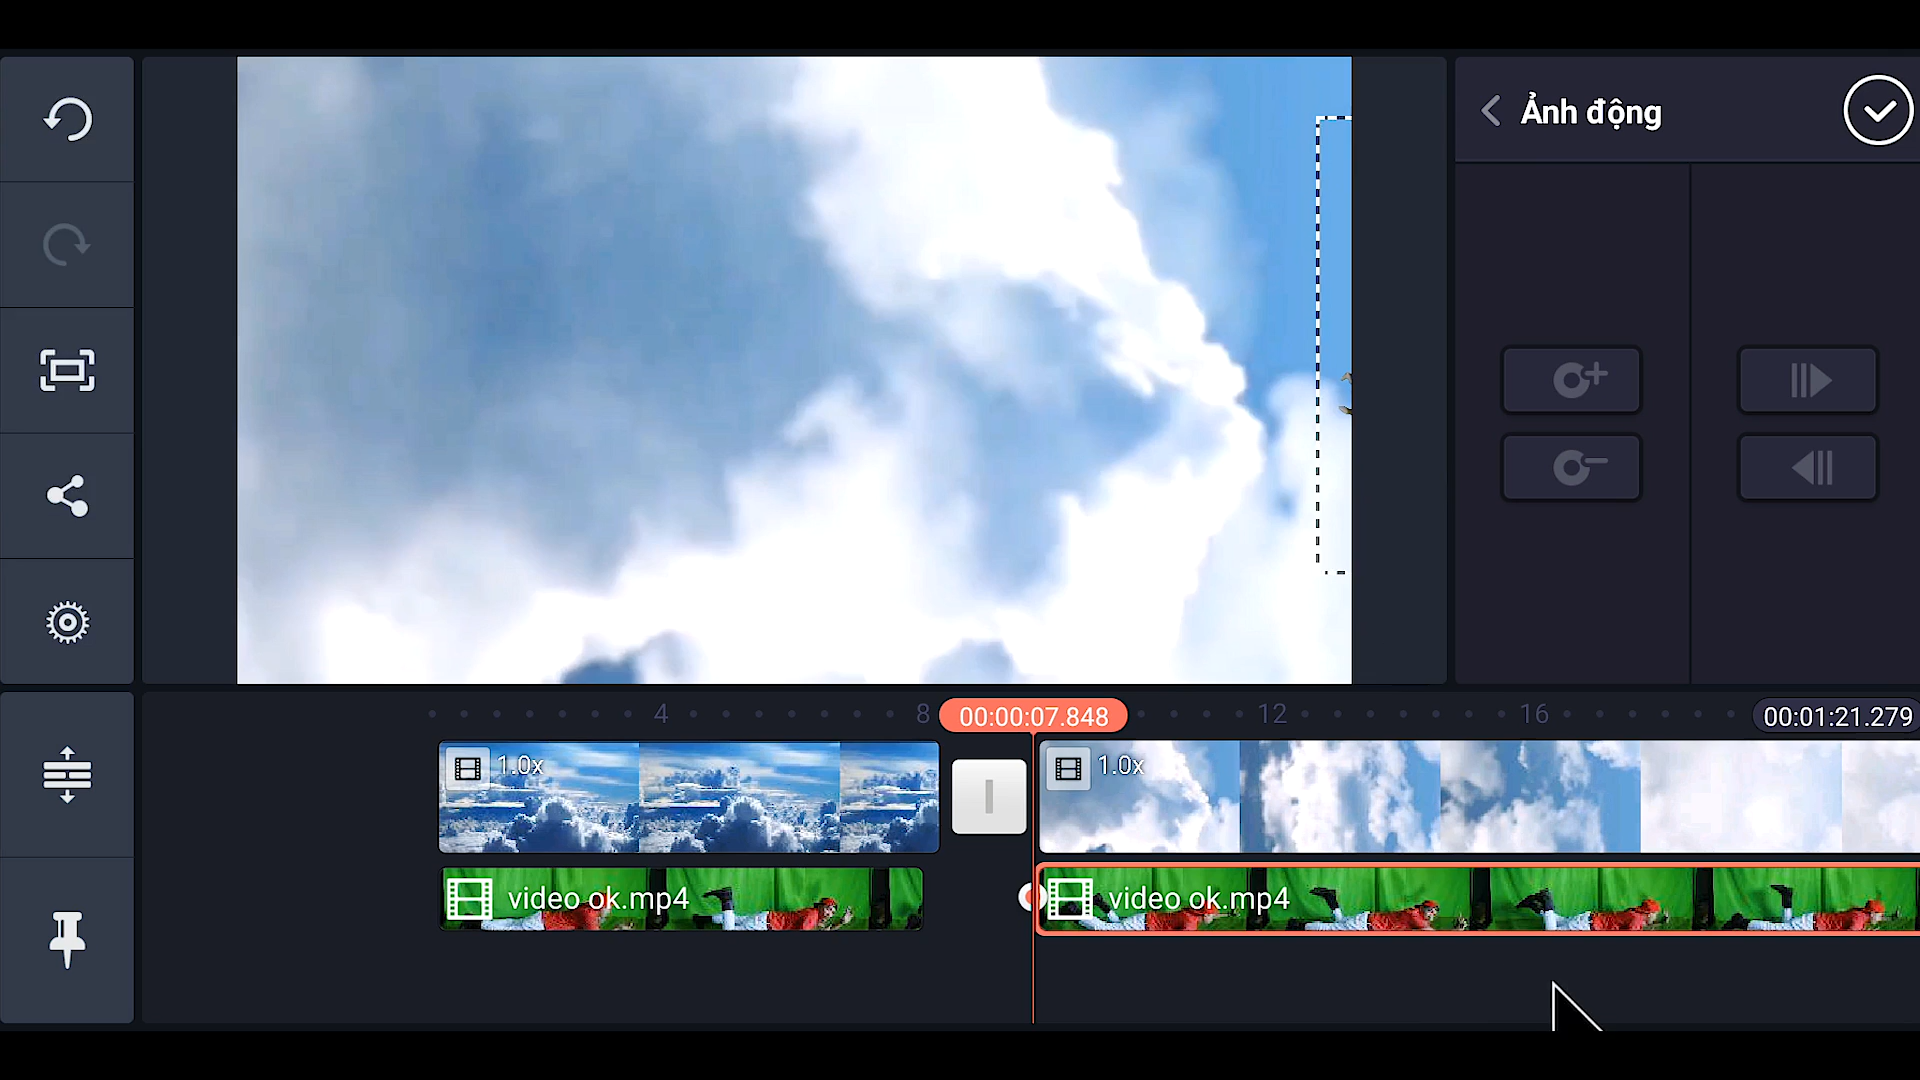 Ảnh động
4
8
00:00:07.848
12
16
00:01:21.279
1.0x
1.0x
video ok.mp4
video ok.mp4